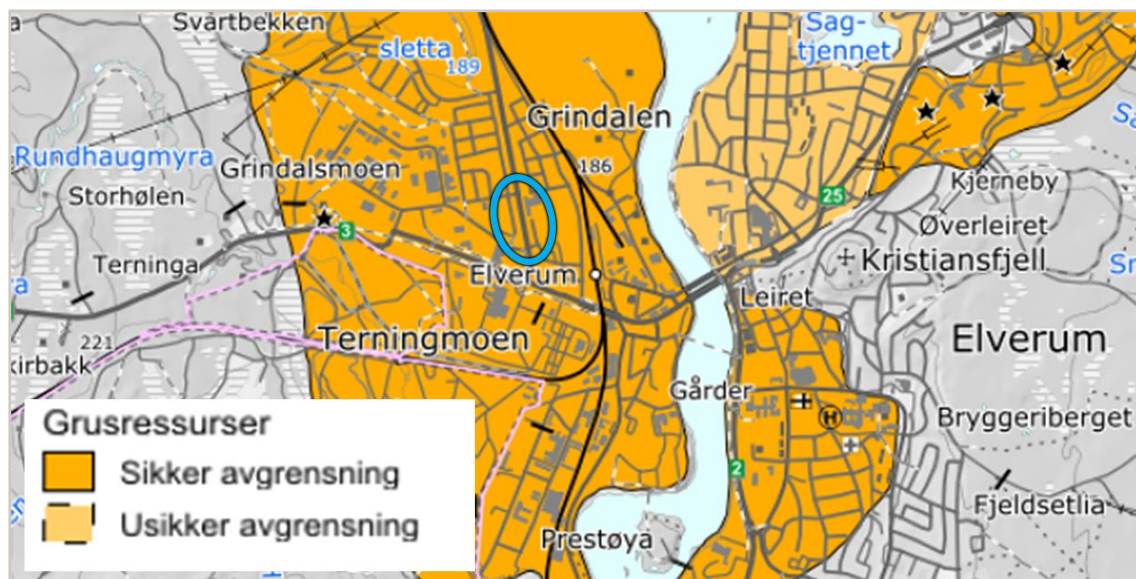 Svartbekken
sletta
189
Sag-
tjennet
Grindalen
Rundhaugmyra
Grindalsmoen
186
Storhølen
Kjerneby
25
Øverleiret
3
Terninga
Kristiansfjell
Elverum
Leiret
221
Terningmoen
Elverum
Gårder
Bryggeriberget
H
Grusressurser
2
Sikker avgrensning
Fjeldsetlia
Usikker avgrensning
Prestøya